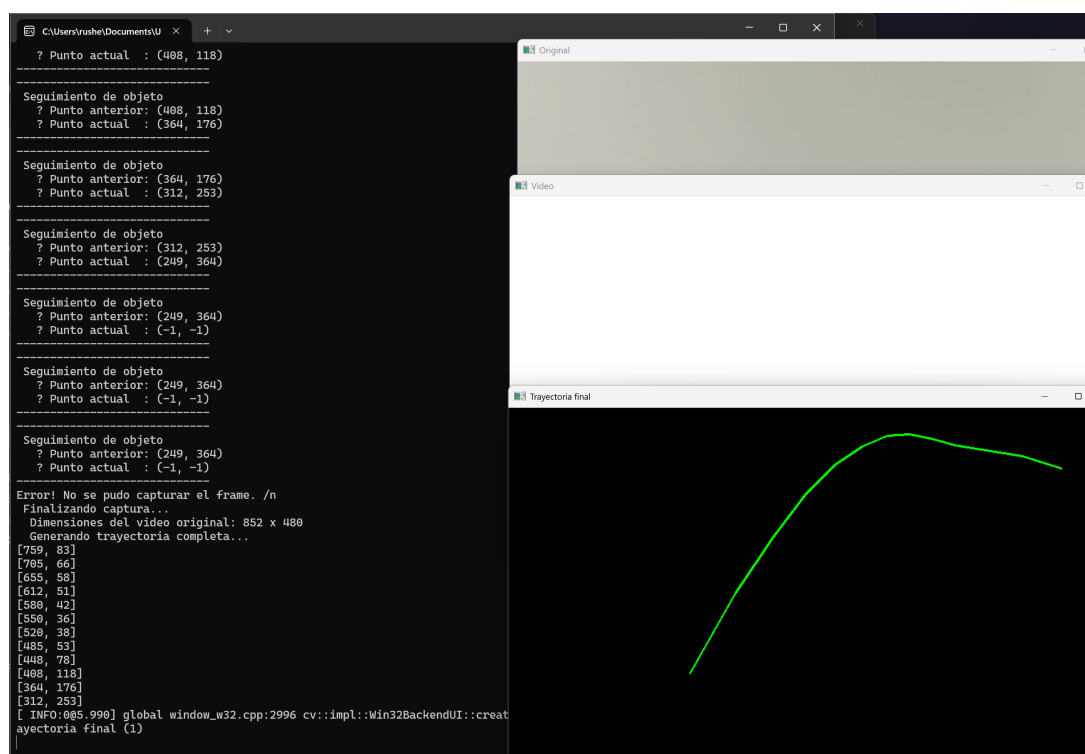 C:\Users\rushe\Documents\U
? Punto actual  : (408, 118)
-----------------------------
-----------------------------
Seguimiento de objeto
? Punto anterior: (408, 118)
? Punto actual  : (364, 176)
-----------------------------
-----------------------------
Seguimiento de objeto
? Punto anterior: (364, 176)
? Punto actual  : (312, 253)
-----------------------------
-----------------------------
Seguimiento de objeto
? Punto anterior: (312, 253)
? Punto actual  : (249, 364)
-----------------------------
-----------------------------
Seguimiento de objeto
? Punto anterior: (249, 364)
? Punto actual  : (-1, -1)
-----------------------------
-----------------------------
Seguimiento de objeto
? Punto anterior: (249, 364)
? Punto actual  : (-1, -1)
-----------------------------
-----------------------------
Seguimiento de objeto
? Punto anterior: (249, 364)
? Punto actual  : (-1, -1)
-----------------------------
Error! No se pudo capturar el frame. /n
Finalizando captura...
Dimensiones del video original: 852 x 480
Generando trayectoria completa...
[759, 83]
[705, 66]
[655, 58]
[612, 51]
[580, 42]
[550, 36]
[520, 38]
[485, 53]
[448, 78]
[408, 118]
[364, 176]
[312, 253]
[ INFO:0@5.990] global window_w32.cpp:2996 cv::impl::Win32BackendUI::creat
ayectoria final (1)
Original
Video
Trayectoria final